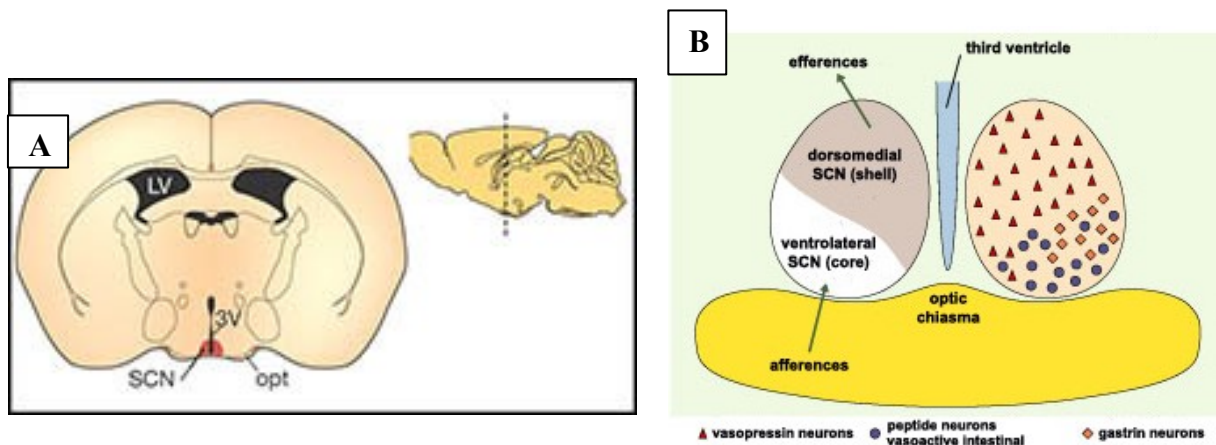 A
LV
3V
SCN
opt
B
third ventricle
efferences
dorsomedial
SCN (shell)
ventrolateral
SCN (core)
optic
chiasma
afferences
vasopressin neurons
peptide neurons
vasoactive intestinal
gastrin neurons